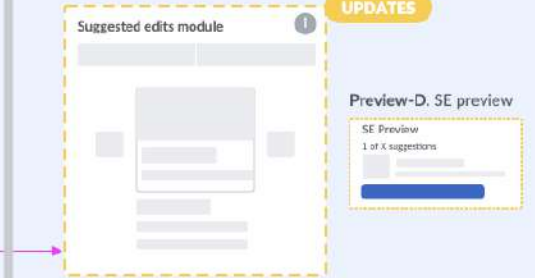 UPDATES
Suggested edits module
Preview-D. SE preview
SE Preview
1 of X suggestions